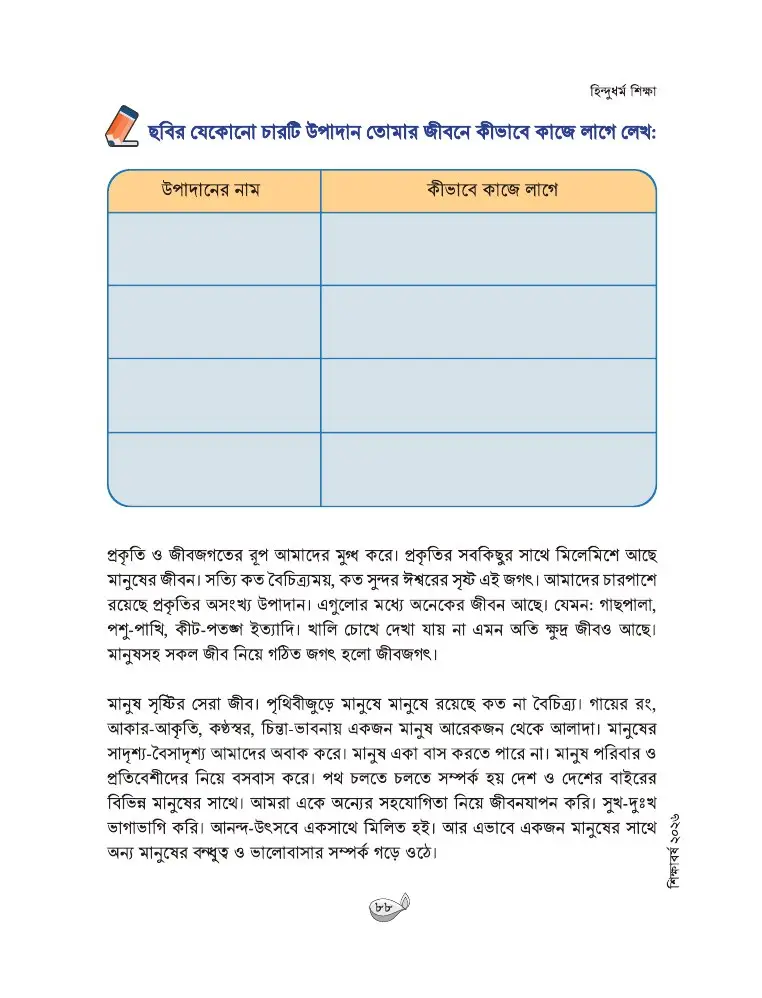 হিন্দুধর্ম শিক্ষা
ছবির যেকোনো চারটি উপাদান তোমার জীবনে কীভাবে কাজে লাগে লেখ:
উপাদানের নাম
কীভাবে কাজে লাগে
প্রকৃতি ও জীবজগতের রূপ আমাদের মুগ্ধ করে। প্রকৃতির সবকিছুর সাথে মিলেমিশে আছে
মানুষের জীবন। সত্যি কত বৈচিত্র্যময়, কত সুন্দর ঈশ্বরের সৃষ্ট এই জগৎ। আমাদের চারপাশে
রয়েছে প্রকৃতির অসংখ্য উপাদান। এগুলোর মধ্যে অনেকের জীবন আছে। যেমন: গাছপালা,
পশু-পাখি, কীট-পতঙ্গ ইত্যাদি। খালি চোখে দেখা যায় না এমন অতি ক্ষুদ্র জীবও আছে।
মানুষসহ সকল জীব নিয়ে গঠিত জগৎ হলো জীবজগৎ।
মানুষ সৃষ্টির সেরা জীব। পৃথিবীজুড়ে মানুষে মানুষে রয়েছে কত না বৈচিত্র্য। গায়ের রং,
আকার-আকৃতি, কণ্ঠস্বর, চিন্তা-ভাবনায় একজন মানুষ আরেকজন থেকে আলাদা। মানুষের
সাদৃশ্য-বৈসাদৃশ্য আমাদের অবাক করে। মানুষ একা বাস করতে পারে না। মানুষ পরিবার ও
প্রতিবেশীদের নিয়ে বসবাস করে। পথ চলতে চলতে সম্পর্ক হয় দেশ ও দেশের বাইরের
বিভিন্ন মানুষের সাথে। আমরা একে অন্যের সহযোগিতা নিয়ে জীবনযাপন করি। সুখ-দুঃখ
ভাগাভাগি করি। আনন্দ-উৎসবে একসাথে মিলিত হই। আর এভাবে একজন মানুষের সাথে
অন্য মানুষের বন্ধুত্ব ও ভালোবাসার সম্পর্ক গড়ে ওঠে।
শিক্ষাবর্ষ ২০২৬
৮৮